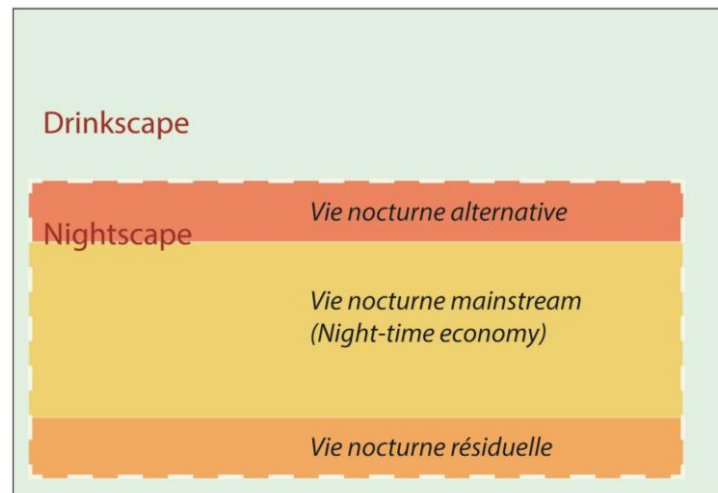 Drinkscape
Vie nocturne alternative
Nightscape
Vie nocturne mainstream
(Night-time economy)
Vie nocturne résiduelle